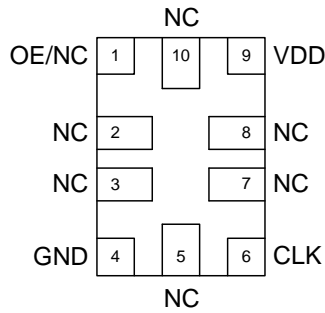 NC
OE/NC 1 10 9 VDD
NC 2 8 NC
NC 3 7 NC
GND 4 5 6 CLK
NC